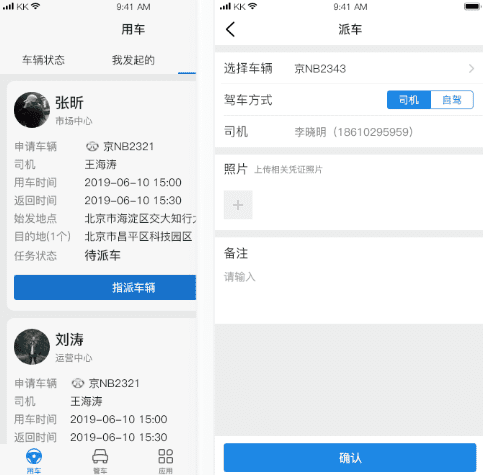 KK 9:41 AM
用车
车辆状态 我发起的
张昕
市场中心
申请车辆 京NB2321
司机 王海涛
用车时间 2019-06-10 15:00
返回时间 2019-06-10 15:30
始发地点 北京市海淀区交大知行大
目的地(1个) 北京市昌平区科技园区
任务状态 待派车
指派车辆
刘涛
运营中心
申请车辆 京NB2321
司机 王海涛
用车时间 2019-06-10 15:00
返回时间 2019-06-10 15:30
用车 管车 应用
KK 9:41 AM
派车
选择车辆 京NB2343
驾车方式 司机 自驾
司机 李晓明（18610295959）
照片 上传相关凭证照片
备注
请输入
确认